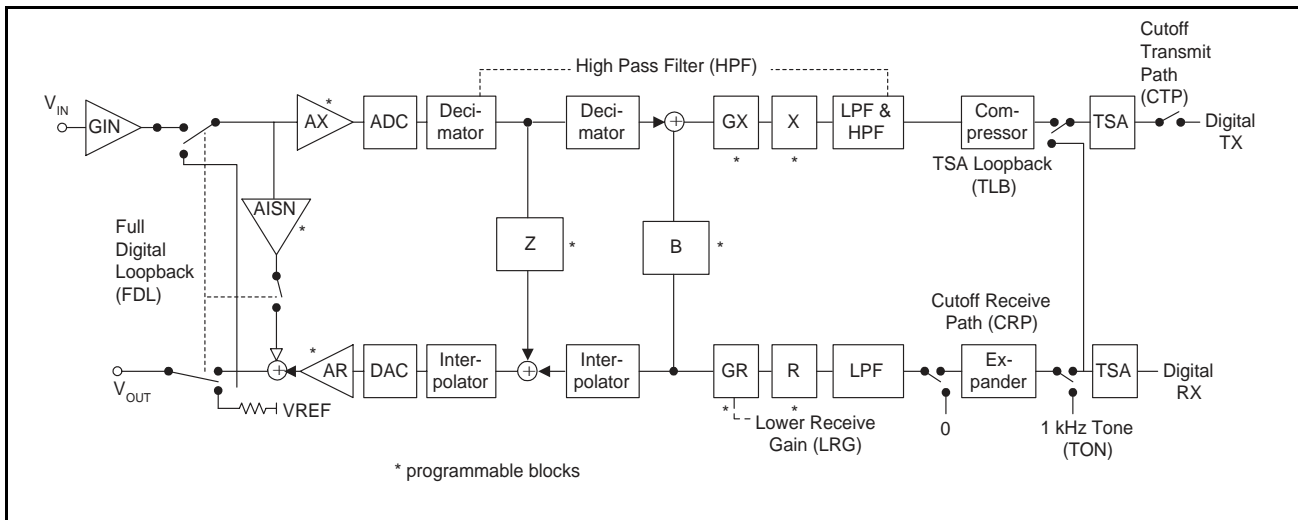 Cutoff
Transmit
Path
(CTP)
High Pass Filter (HPF)
V_IN
GIN
AX
*
ADC
Deci-
mator
Deci-
mator
+
GX
*
X
*
LPF &
HPF
Com-
pressor
TSA
Digital
TX
TSA Loopback
(TLB)
AISN
*
Full
Digital
Loopback
(FDL)
Z
*
B
*
Cutoff Receive
Path (CRP)
V_OUT
+
*
AR
DAC
Inter-
polator
+
Inter-
polator
GR
*
R
*
LPF
Ex-
pander
TSA
Digital
RX
VREF
Lower Receive
Gain (LRG)
0
1 kHz Tone
(TON)
* programmable blocks